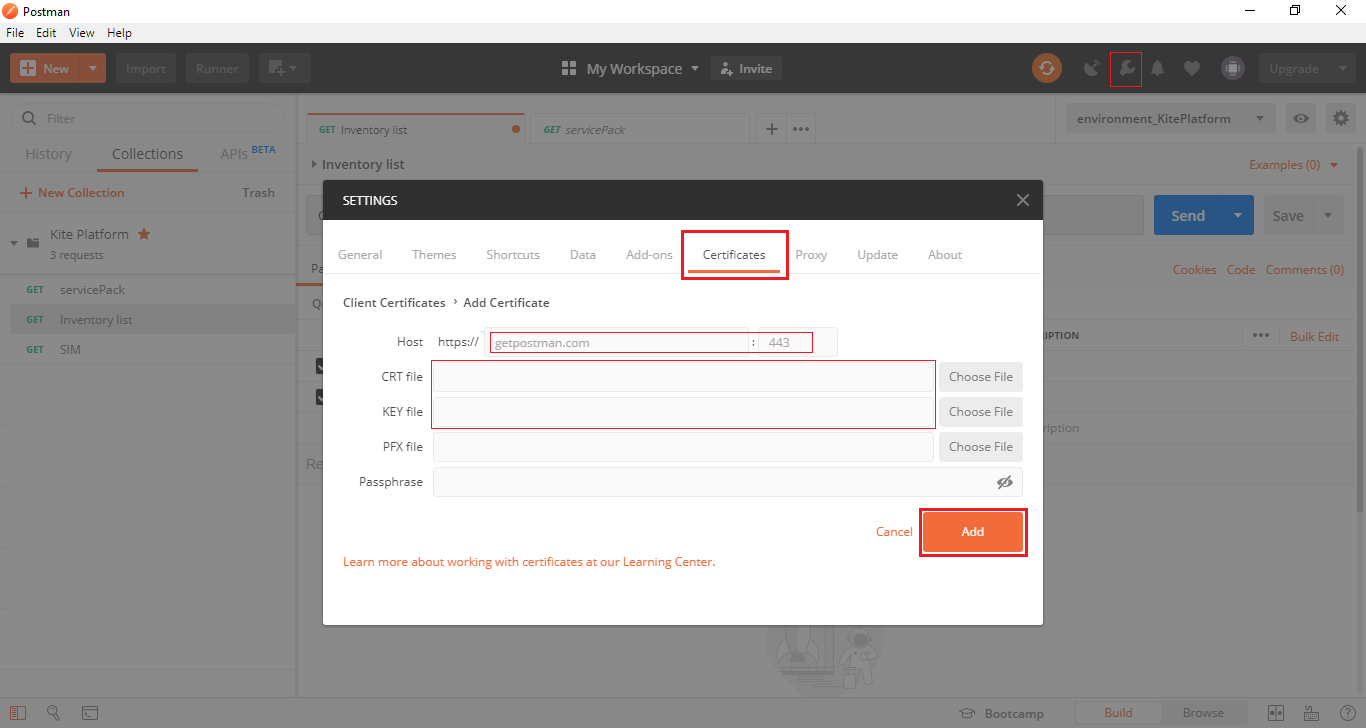 Postman
File Edit View Help
New Import Runner My Workspace Invite Upgrade
Filter
History Collections APIs BETA
New Collection Trash
Kite Platform
3 requests
GET servicePack
GET Inventory list
GET SIM
GET Inventory list GET servicePack
environment_KitePlatform
Inventory list Examples (0)
Send Save
Cookies Code Comments (0)
Bulk Edit
SETTINGS
General Themes Shortcuts Data Add-ons Certificates Proxy Update About
Client Certificates > Add Certificate
Host https:// getpostman.com : 443
CRT file Choose File
KEY file Choose File
PFX file Choose File
Passphrase
Cancel Add
Learn more about working with certificates at our Learning Center.
Bootcamp Build Browse